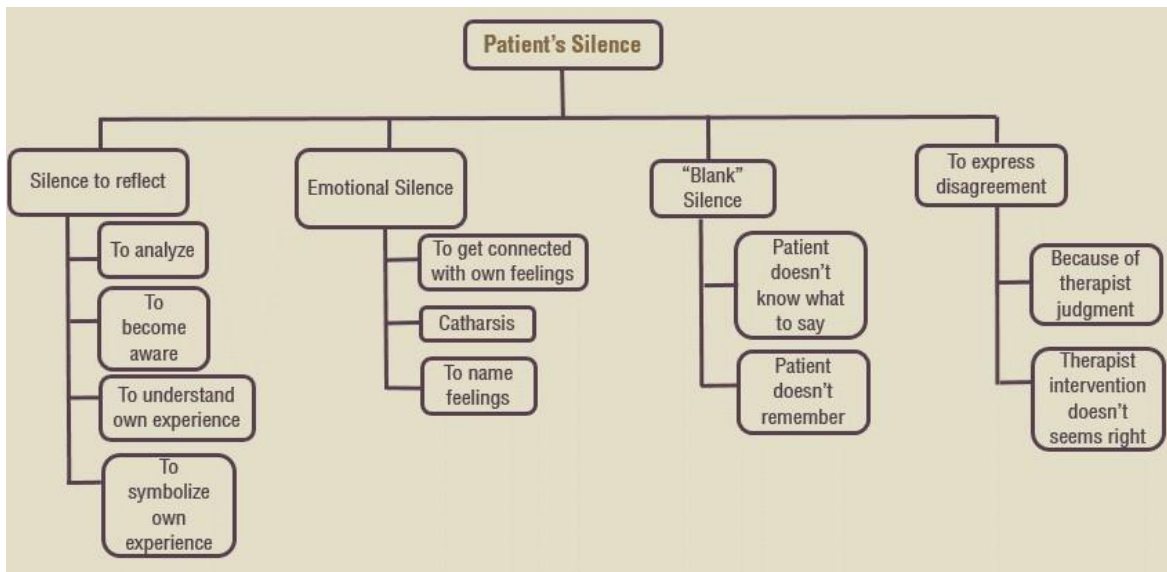 Patient's Silence
Silence to reflect
To analyze
To
become
aware
To understand
own experience
To
symbolize
own
experience
Emotional Silence
To get connected
with own feelings
Catharsis
To name
feelings
“Blank”
Silence
Patient
doesn't
know what
to say
Patient
doesn't
remember
To express
disagreement
Because of
therapist
judgment
Therapist
intervention
doesn't
seems right